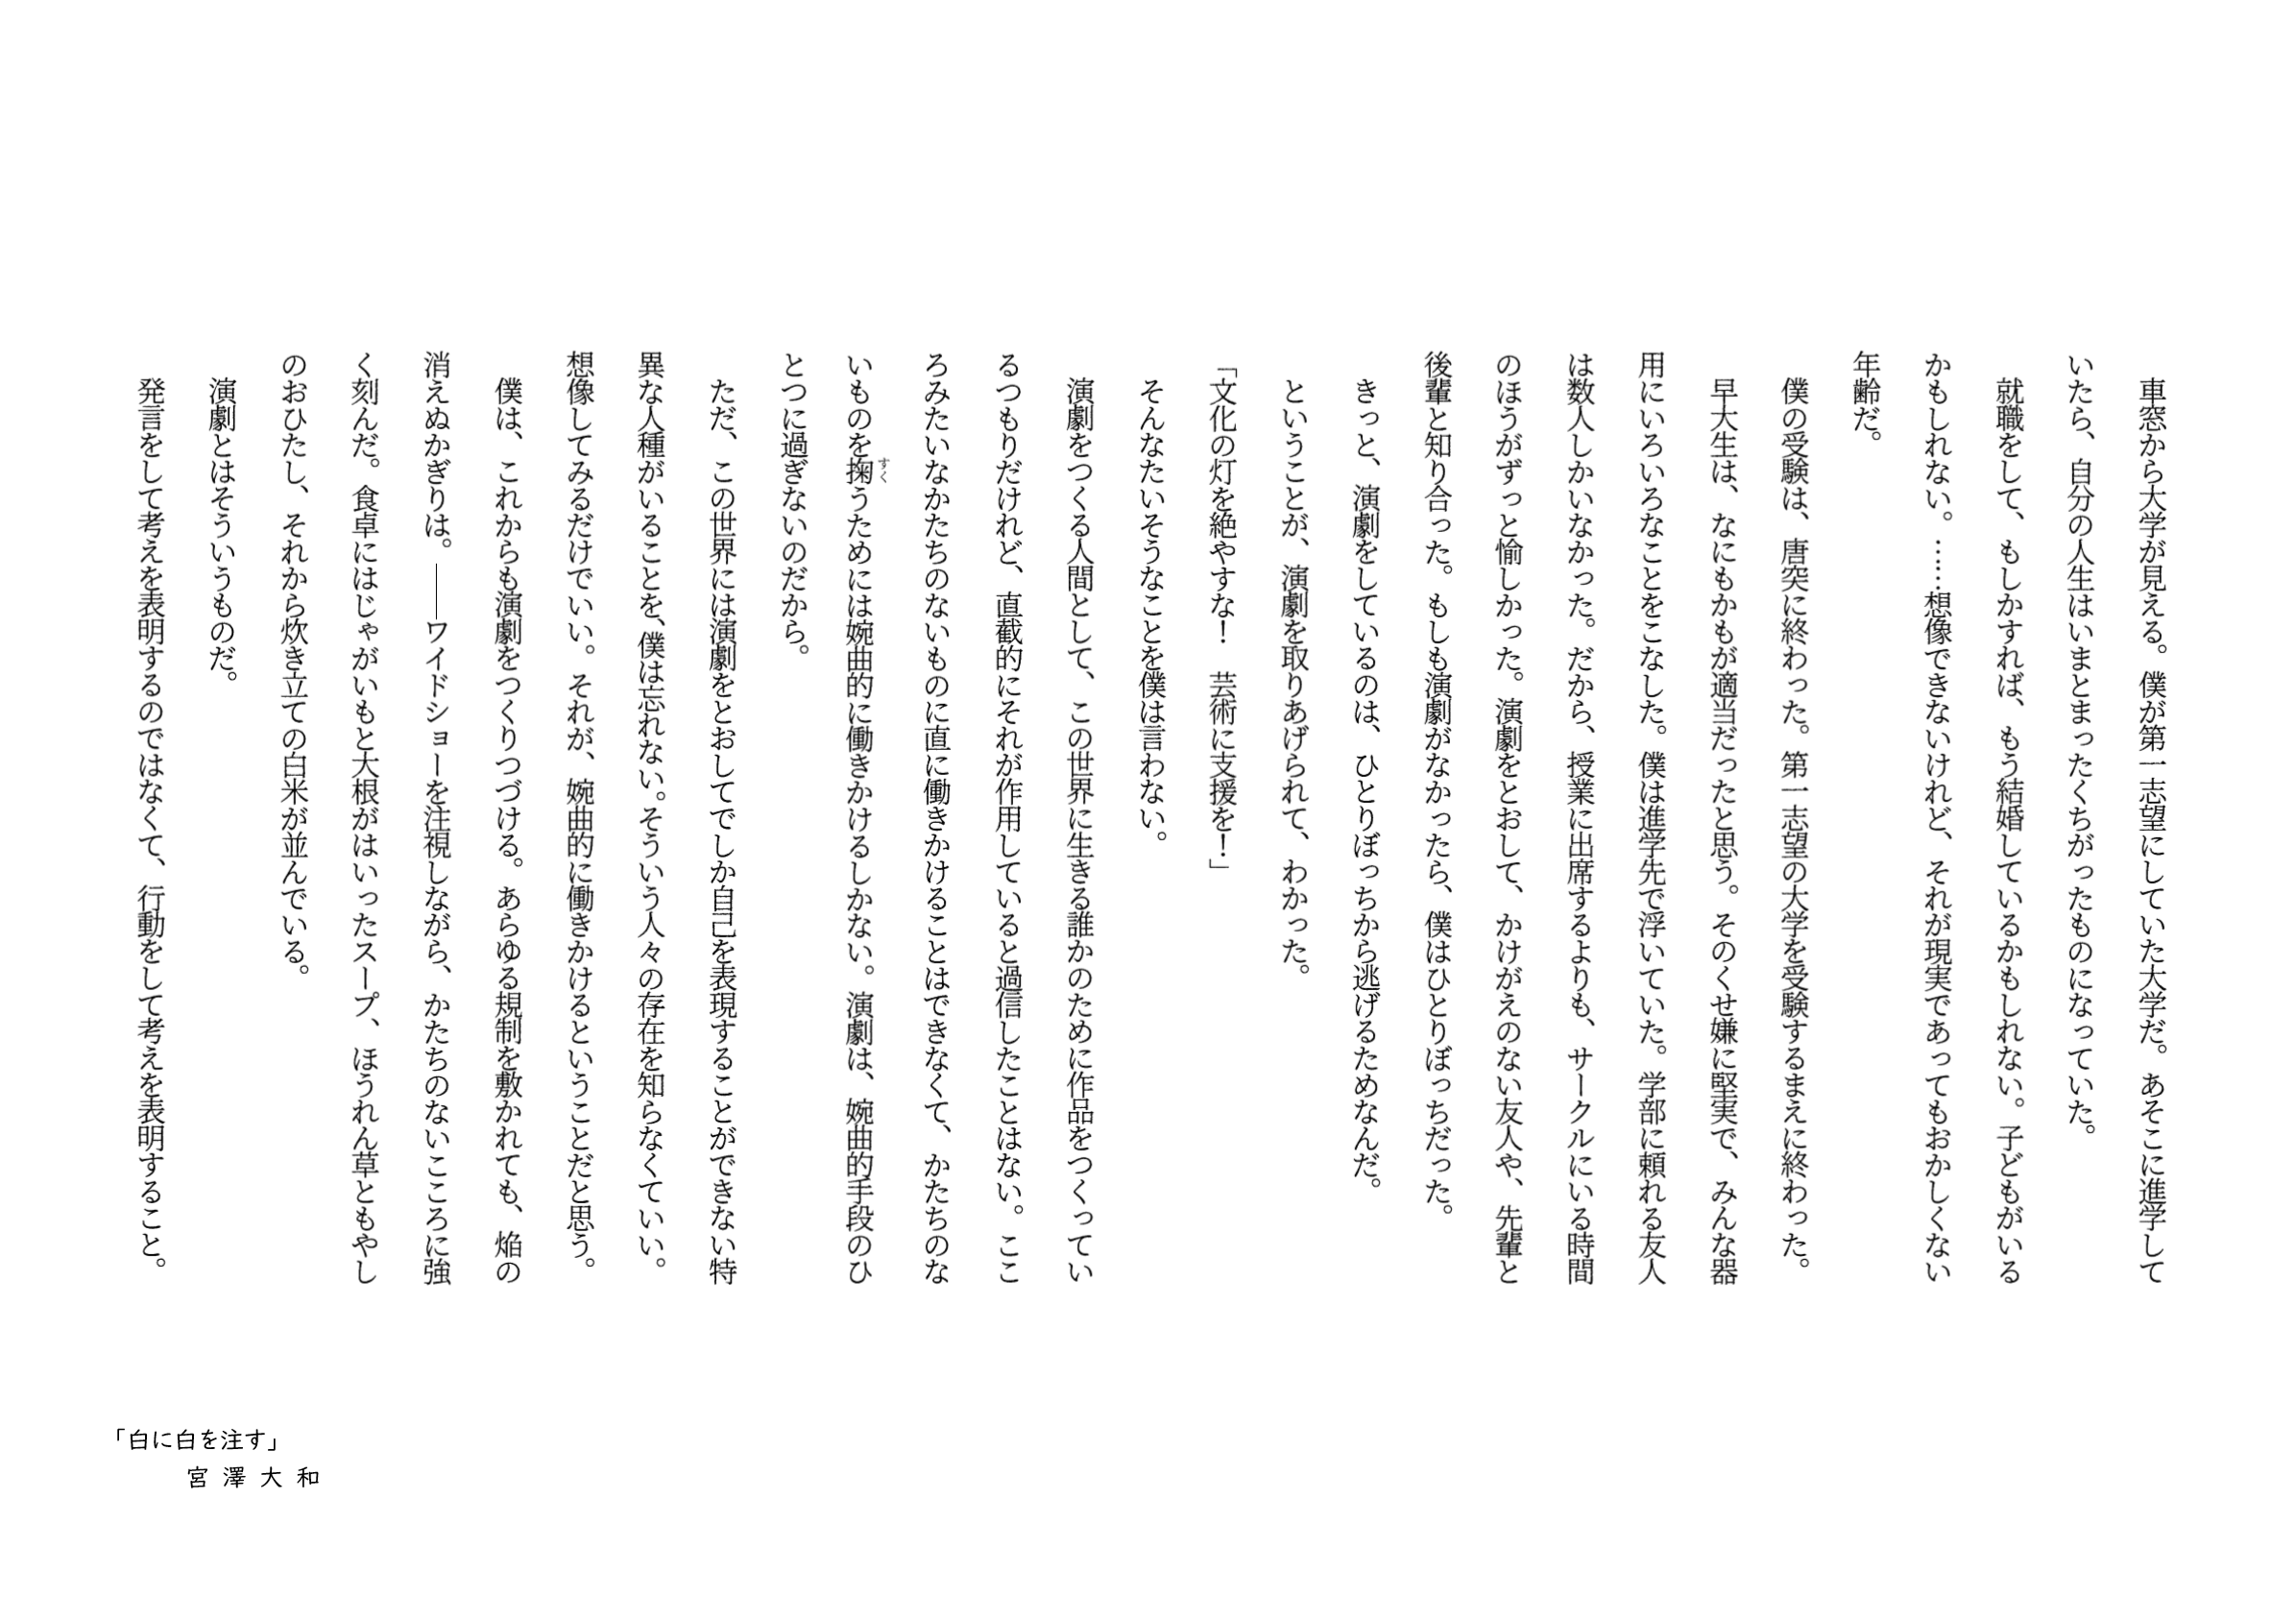 車窓から大学が見える。僕が第一志望にしていた大学だ。あそこに進学して
いたら、自分の人生はいまとまったくちがったものになっていた。
　就職をして、もしかすれば、もう結婚しているかもしれない。子どもがいる
かもしれない。……想像できないけれど、それが現実であってもおかしくない
年齢だ。
　僕の受験は、唐突に終わった。第一志望の大学を受験するまえに終わった。
　早大生は、なにもかもが適当だったと思う。そのくせ嫌に堅実で、みんな器
用にいろいろなことをこなした。僕は進学先で浮いていた。学部に頼れる友人
は数人しかいなかった。だから、授業に出席するよりも、サークルにいる時間
のほうがずっと愉しかった。演劇をとおして、かけがえのない友人や、先輩と
後輩と知り合った。もしも演劇がなかったら、僕はひとりぼっちだった。
　きっと、演劇をしているのは、ひとりぼっちから逃げるためなんだ。
　ということが、演劇を取りあげられて、わかった。
「文化の灯を絶やすな！　芸術に支援を！」
　そんなたいそうなことを僕は言わない。
　演劇をつくる人間として、この世界に生きる誰かのために作品をつくってい
るつもりだけれど、直截的にそれが作用していると過信したことはない。ここ
ろみたいなかたちのないものに直に働きかけることはできなくて、かたちのな
いものを掬うためには婉曲的に働きかけるしかない。演劇は、婉曲的手段のひ
すく
とつに過ぎないのだから。
　ただ、この世界には演劇をとおしてでしか自己を表現することができない特
異な人種がいることを、僕は忘れない。そういう人々の存在を知らなくていい。
想像してみるだけでいい。それが、婉曲的に働きかけるということだと思う。
　僕は、これからも演劇をつくりつづける。あらゆる規制を敷かれても、焔の
消えぬかぎりは。――ワイドショーを注視しながら、かたちのないこころに強
く刻んだ。食卓にはじゃがいもと大根がはいったスープ、ほうれん草ともやし
のおひたし、それから炊き立ての白米が並んでいる。
　演劇とはそういうものだ。
　発言をして考えを表明するのではなくて、行動をして考えを表明すること。
「白に白を注す」
宮澤大和